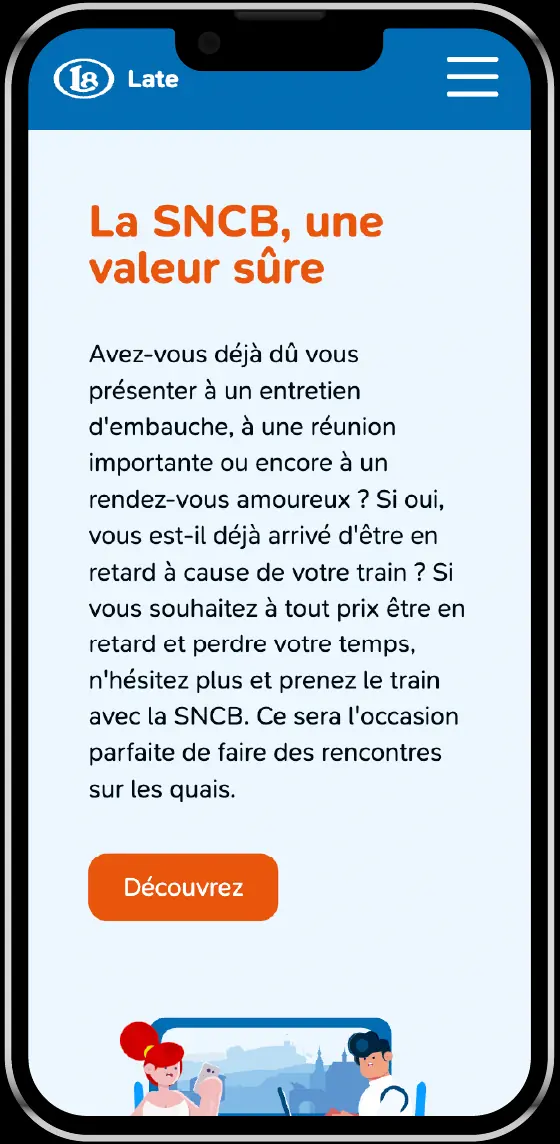 L8 Late
La SNCB, une
valeur sûre
Avez-vous déjà dû vous
présenter à un entretien
d'embauche, à une réunion
importante ou encore à un
rendez-vous amoureux ? Si oui,
vous est-il déjà arrivé d'être en
retard à cause de votre train ? Si
vous souhaitez à tout prix être en
retard et perdre votre temps,
n'hésitez plus et prenez le train
avec la SNCB. Ce sera l'occasion
parfaite de faire des rencontres
sur les quais.
Découvrez